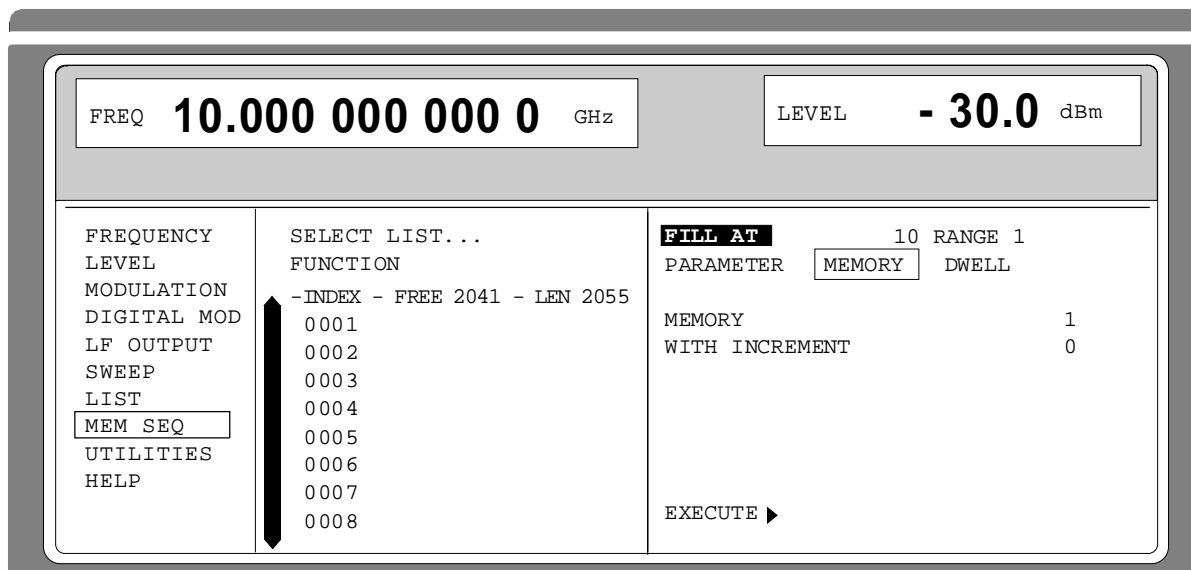 FREQ 10.000 000 000 0 GHz
LEVEL - 30.0 dBm
FREQUENCY
LEVEL
MODULATION
DIGITAL MOD
LF OUTPUT
SWEEP
LIST
MEM SEQ
UTILITIES
HELP
SELECT LIST...
FUNCTION
-INDEX - FREE 2041 - LEN 2055
0001
0002
0003
0004
0005
0006
0007
0008
FILL AT 10 RANGE 1
PARAMETER MEMORY DWELL
MEMORY 1
WITH INCREMENT 0
EXECUTE